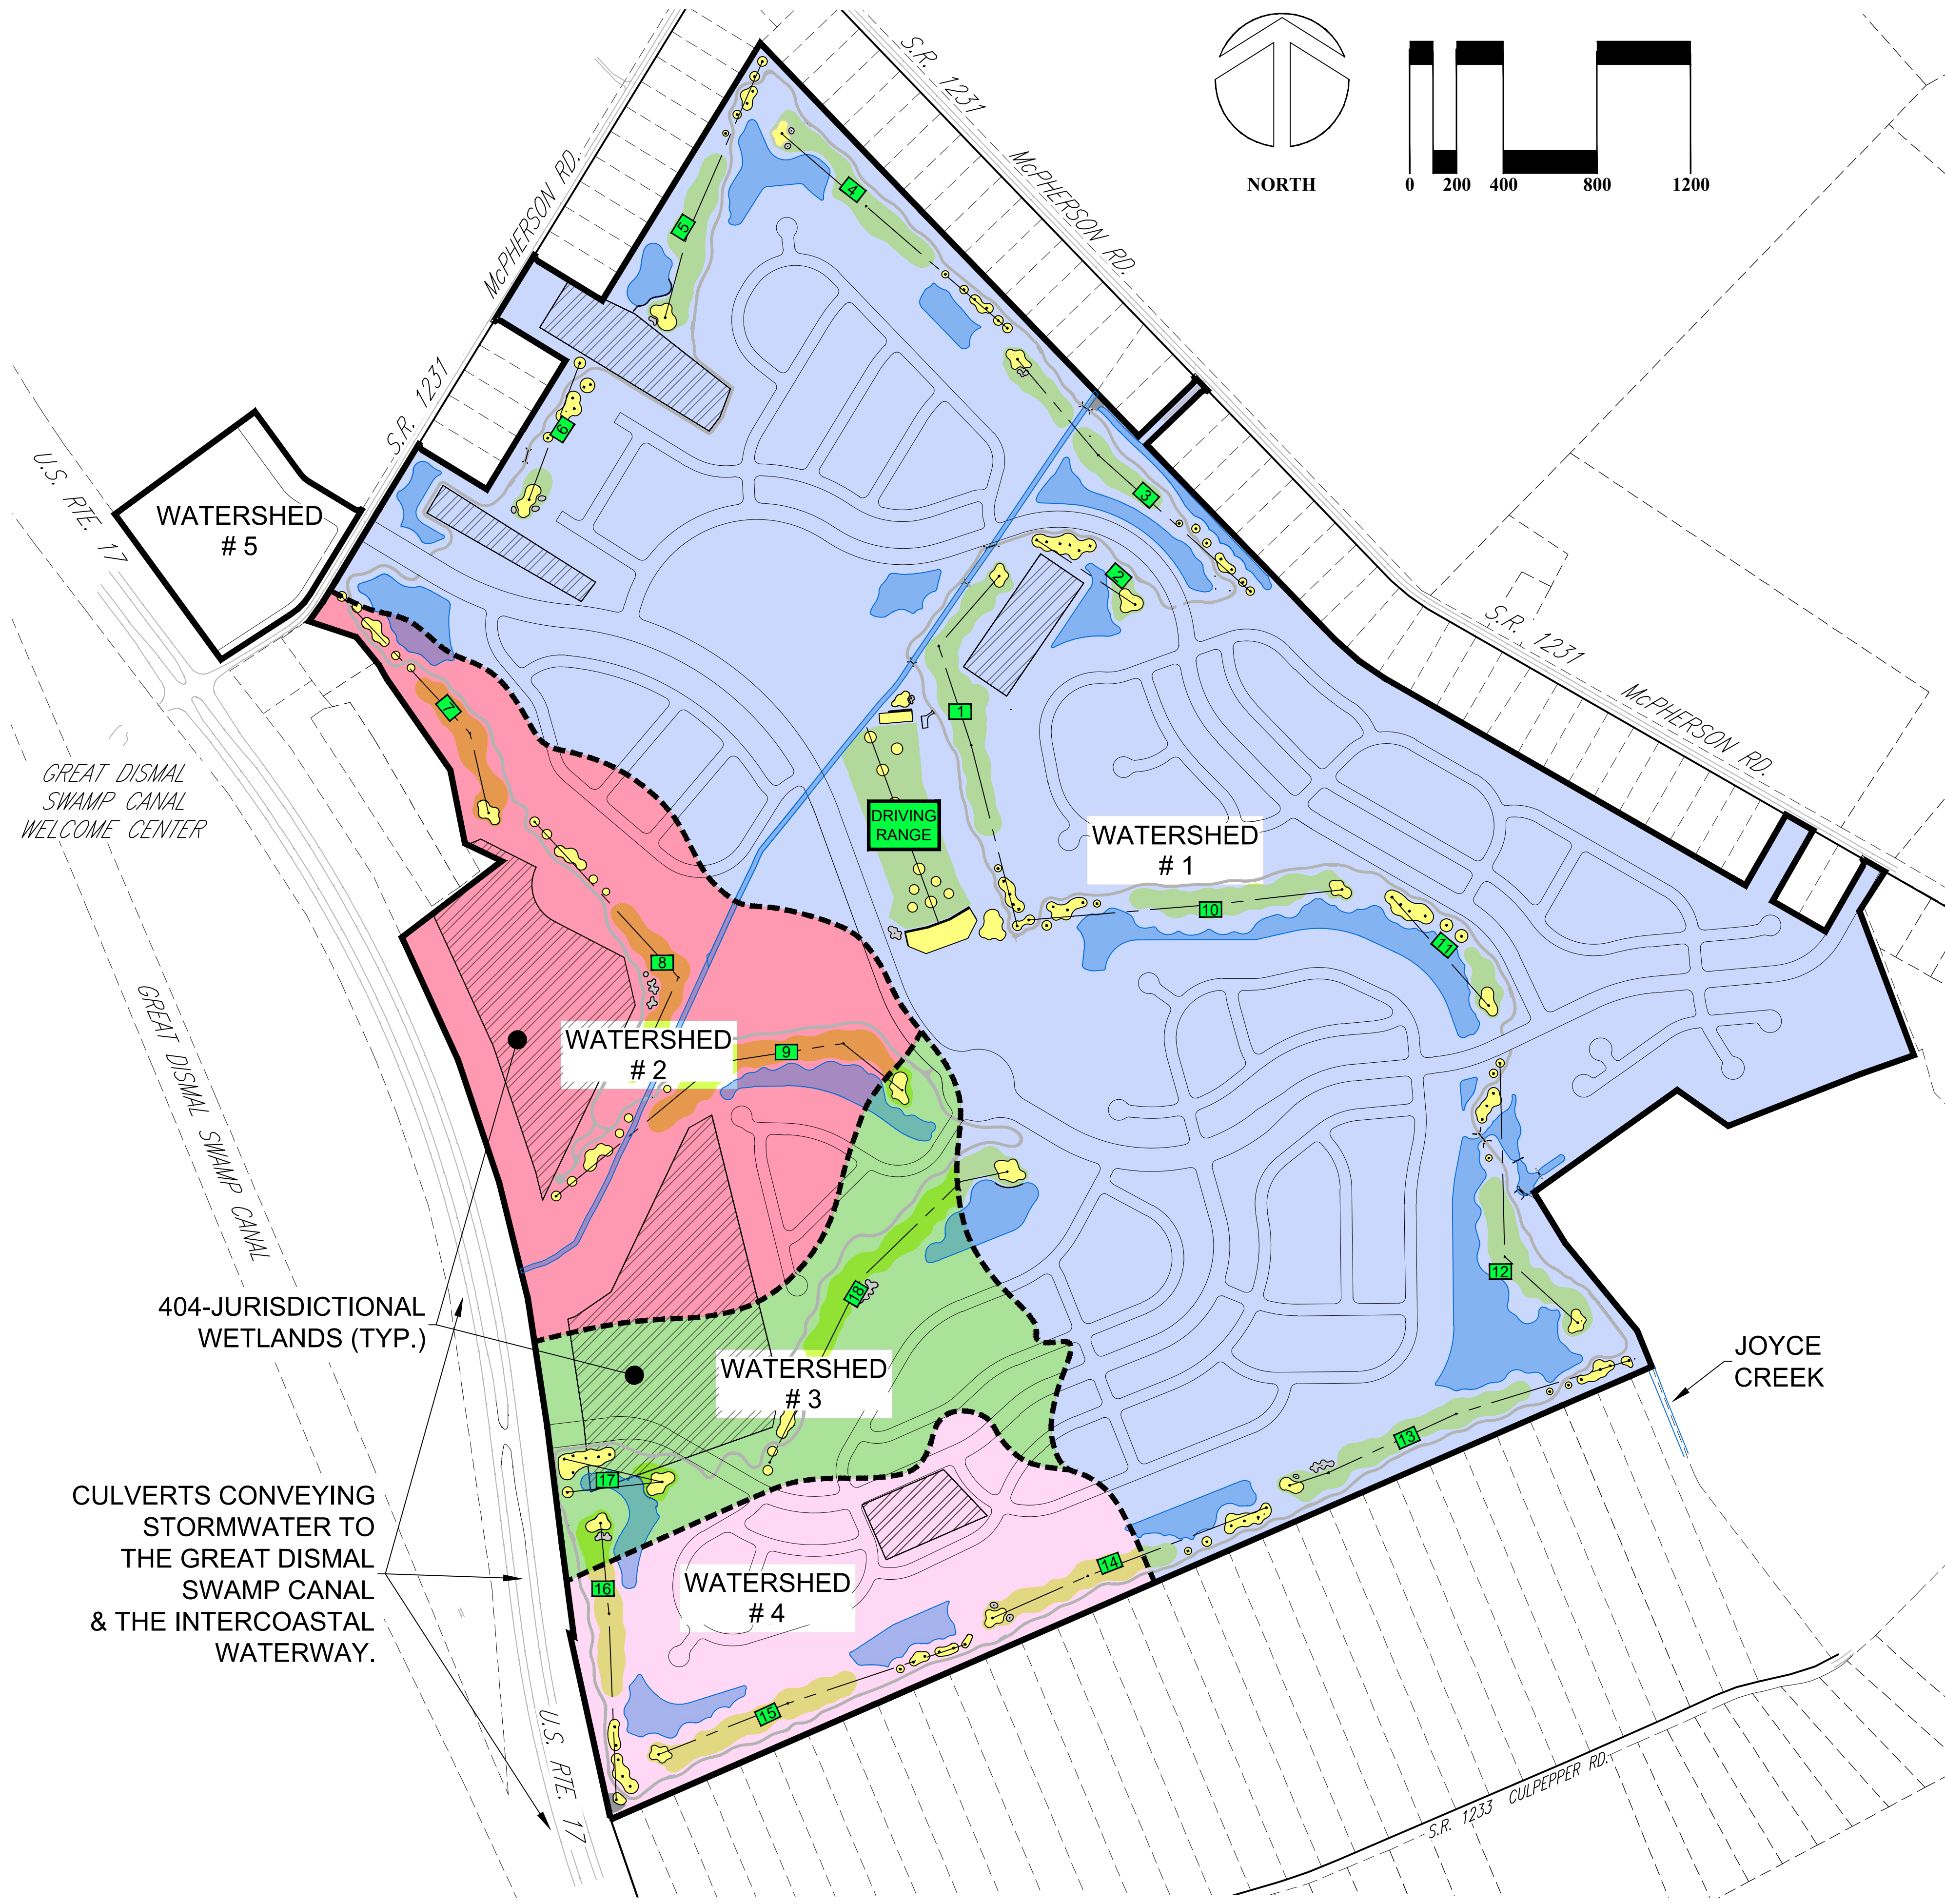 S.R. 1231
McPHERSON RD.
NORTH
0 200 400 800 1200
McPHERSON RD.
S.R. 1231
U.S. RTE. 17
WATERSHED
# 5
4
5
6
3
2
1
7
S.R. 1231
McPHERSON RD.
GREAT DISMAL
SWAMP CANAL
WELCOME CENTER
DRIVING
RANGE
WATERSHED
# 1
10
11
8
9
WATERSHED
# 2
GREAT DISMAL SWAMP CANAL
12
18
404-JURISDICTIONAL
WETLANDS (TYP.)
WATERSHED
# 3
JOYCE
CREEK
13
17
CULVERTS CONVEYING
STORMWATER TO
THE GREAT DISMAL
SWAMP CANAL
& THE INTERCOASTAL
WATERWAY.
14
16
WATERSHED
# 4
15
U.S. RTE. 17
S.R. 1233 CULPEPPER RD.